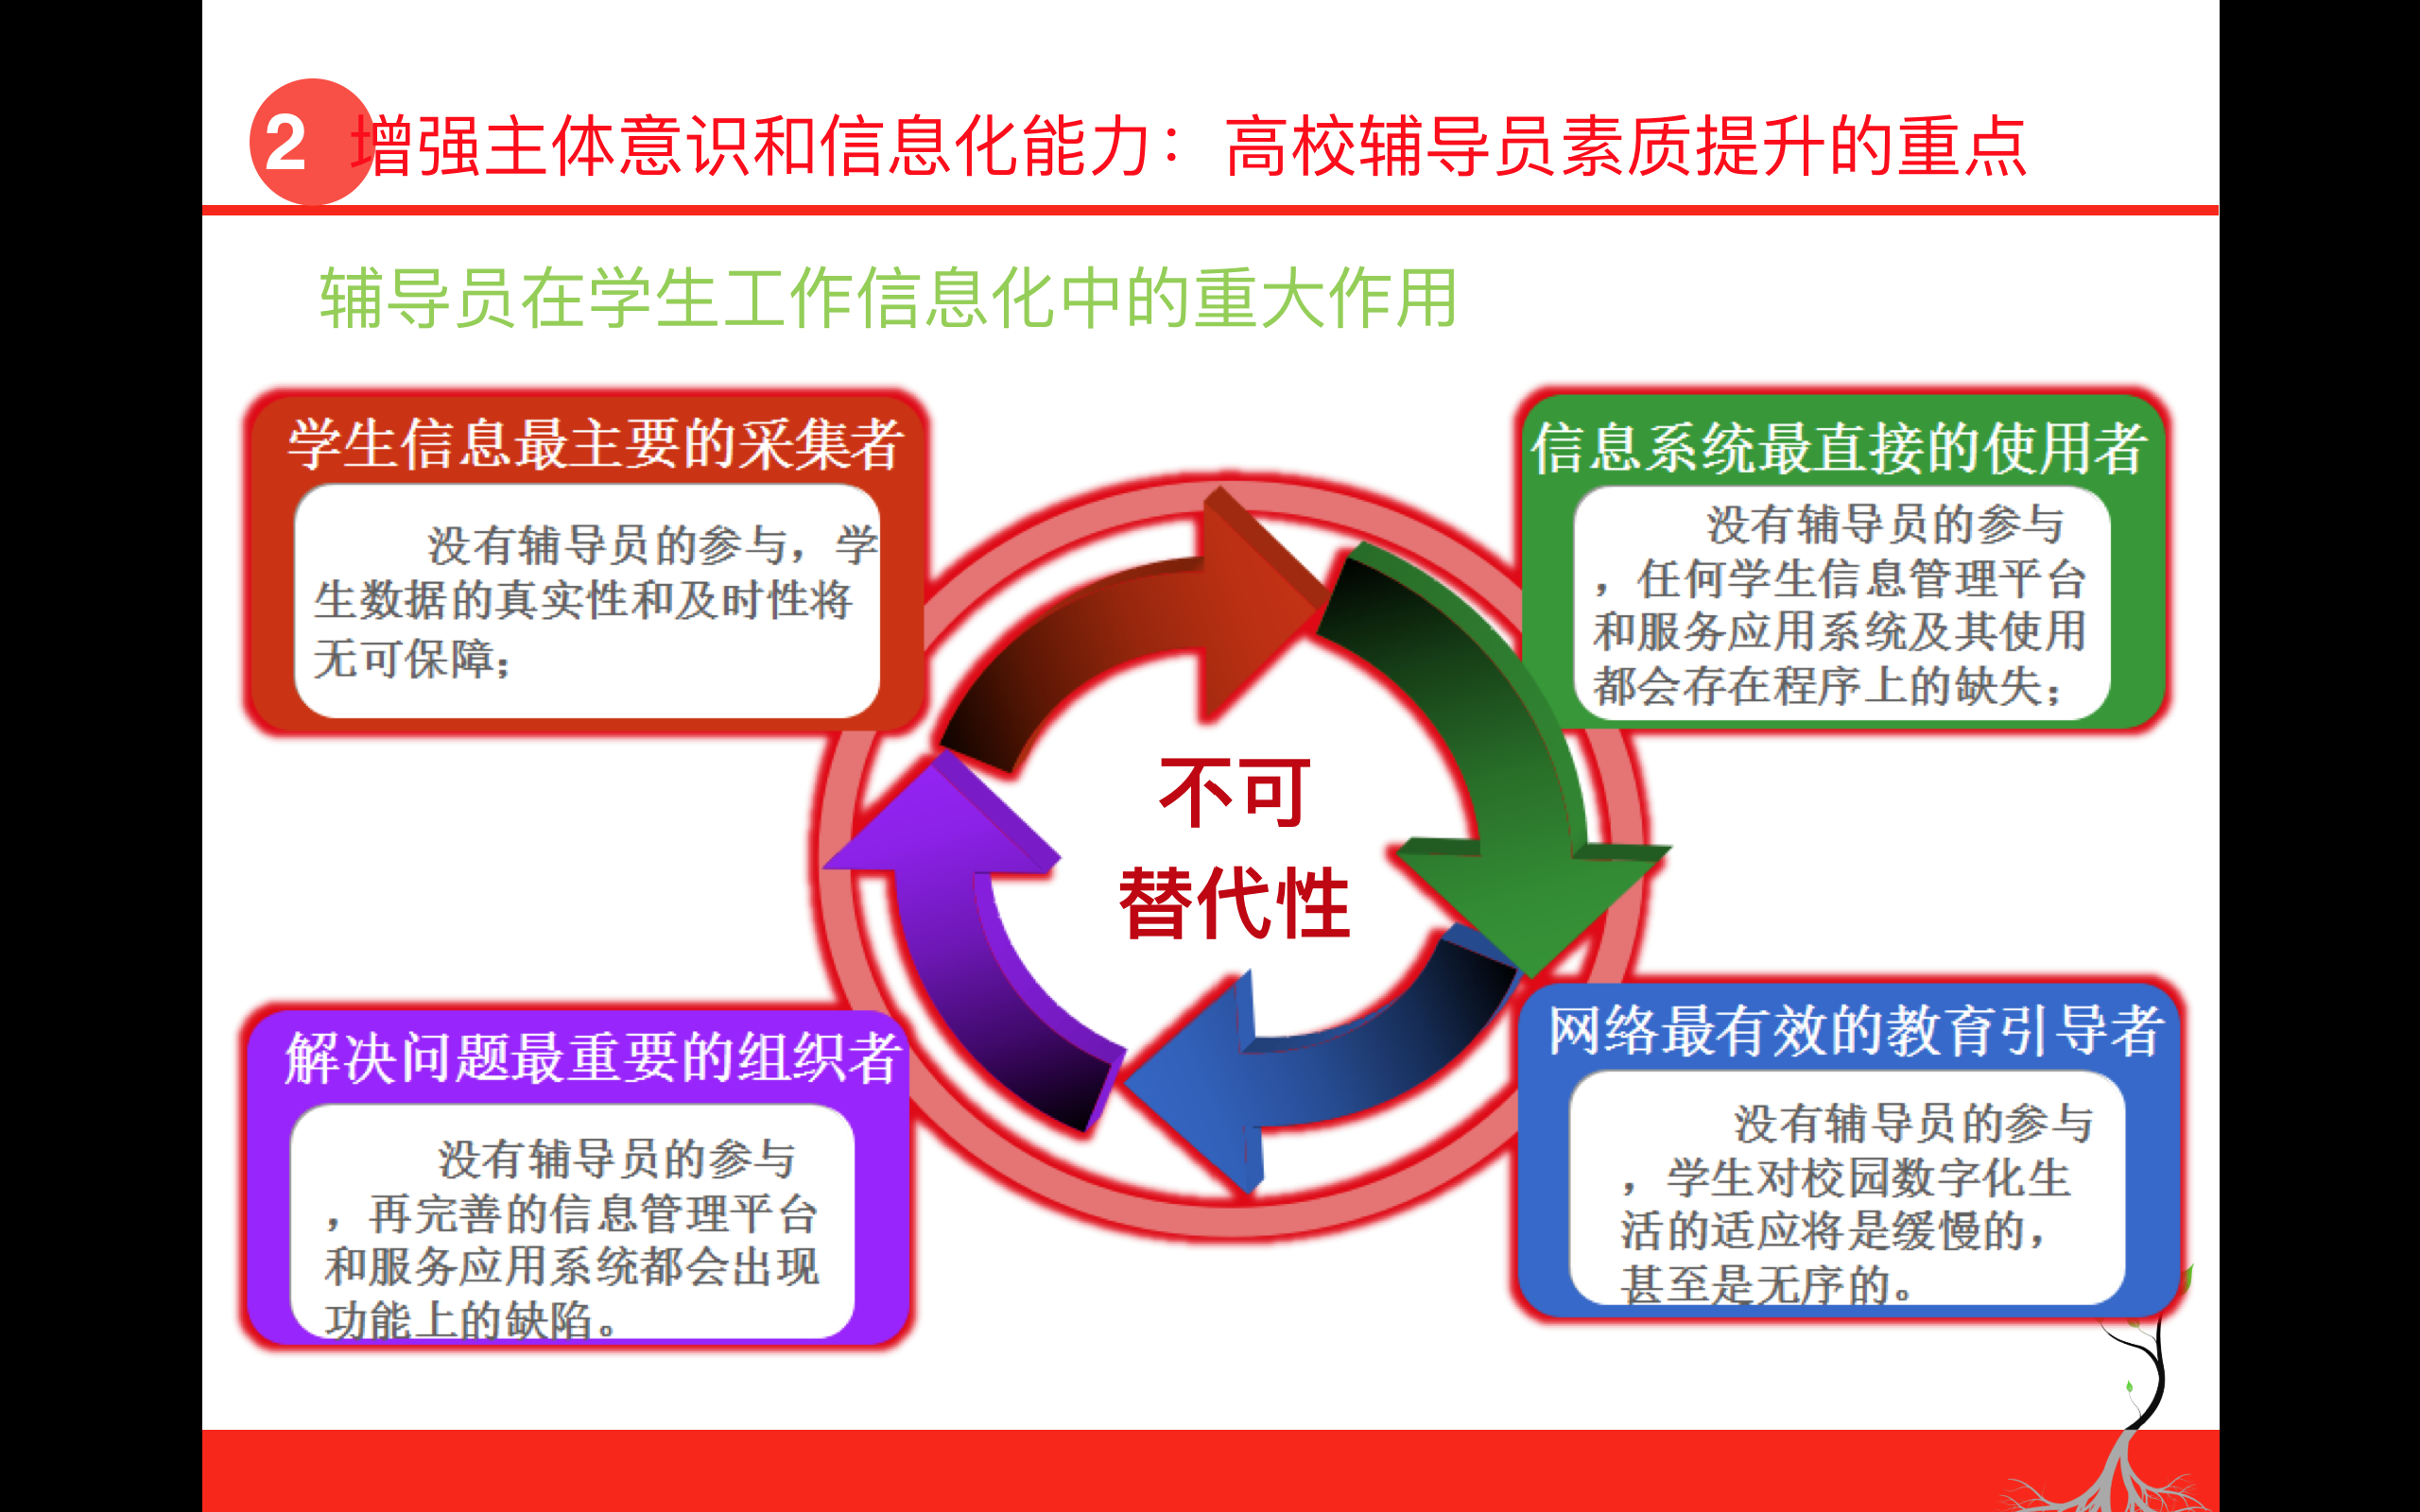 2 增强主体意识和信息化能力：高校辅导员素质提升的重点
辅导员在学生工作信息化中的重大作用
学生信息最主要的采集者
没有辅导员的参与，学
生数据的真实性和及时性将
无可保障；
信息系统最直接的使用者
没有辅导员的参与
，任何学生信息管理平台
和服务应用系统及其使用
都会存在程序上的缺失；
不可
替代性
解决问题最重要的组织者
没有辅导员的参与
，再完善的信息管理平台
和服务应用系统都会出现
功能上的缺陷。
网络最有效的教育引导者
没有辅导员的参与
，学生对校园数字化生
活的适应将是缓慢的，
甚至是无序的。